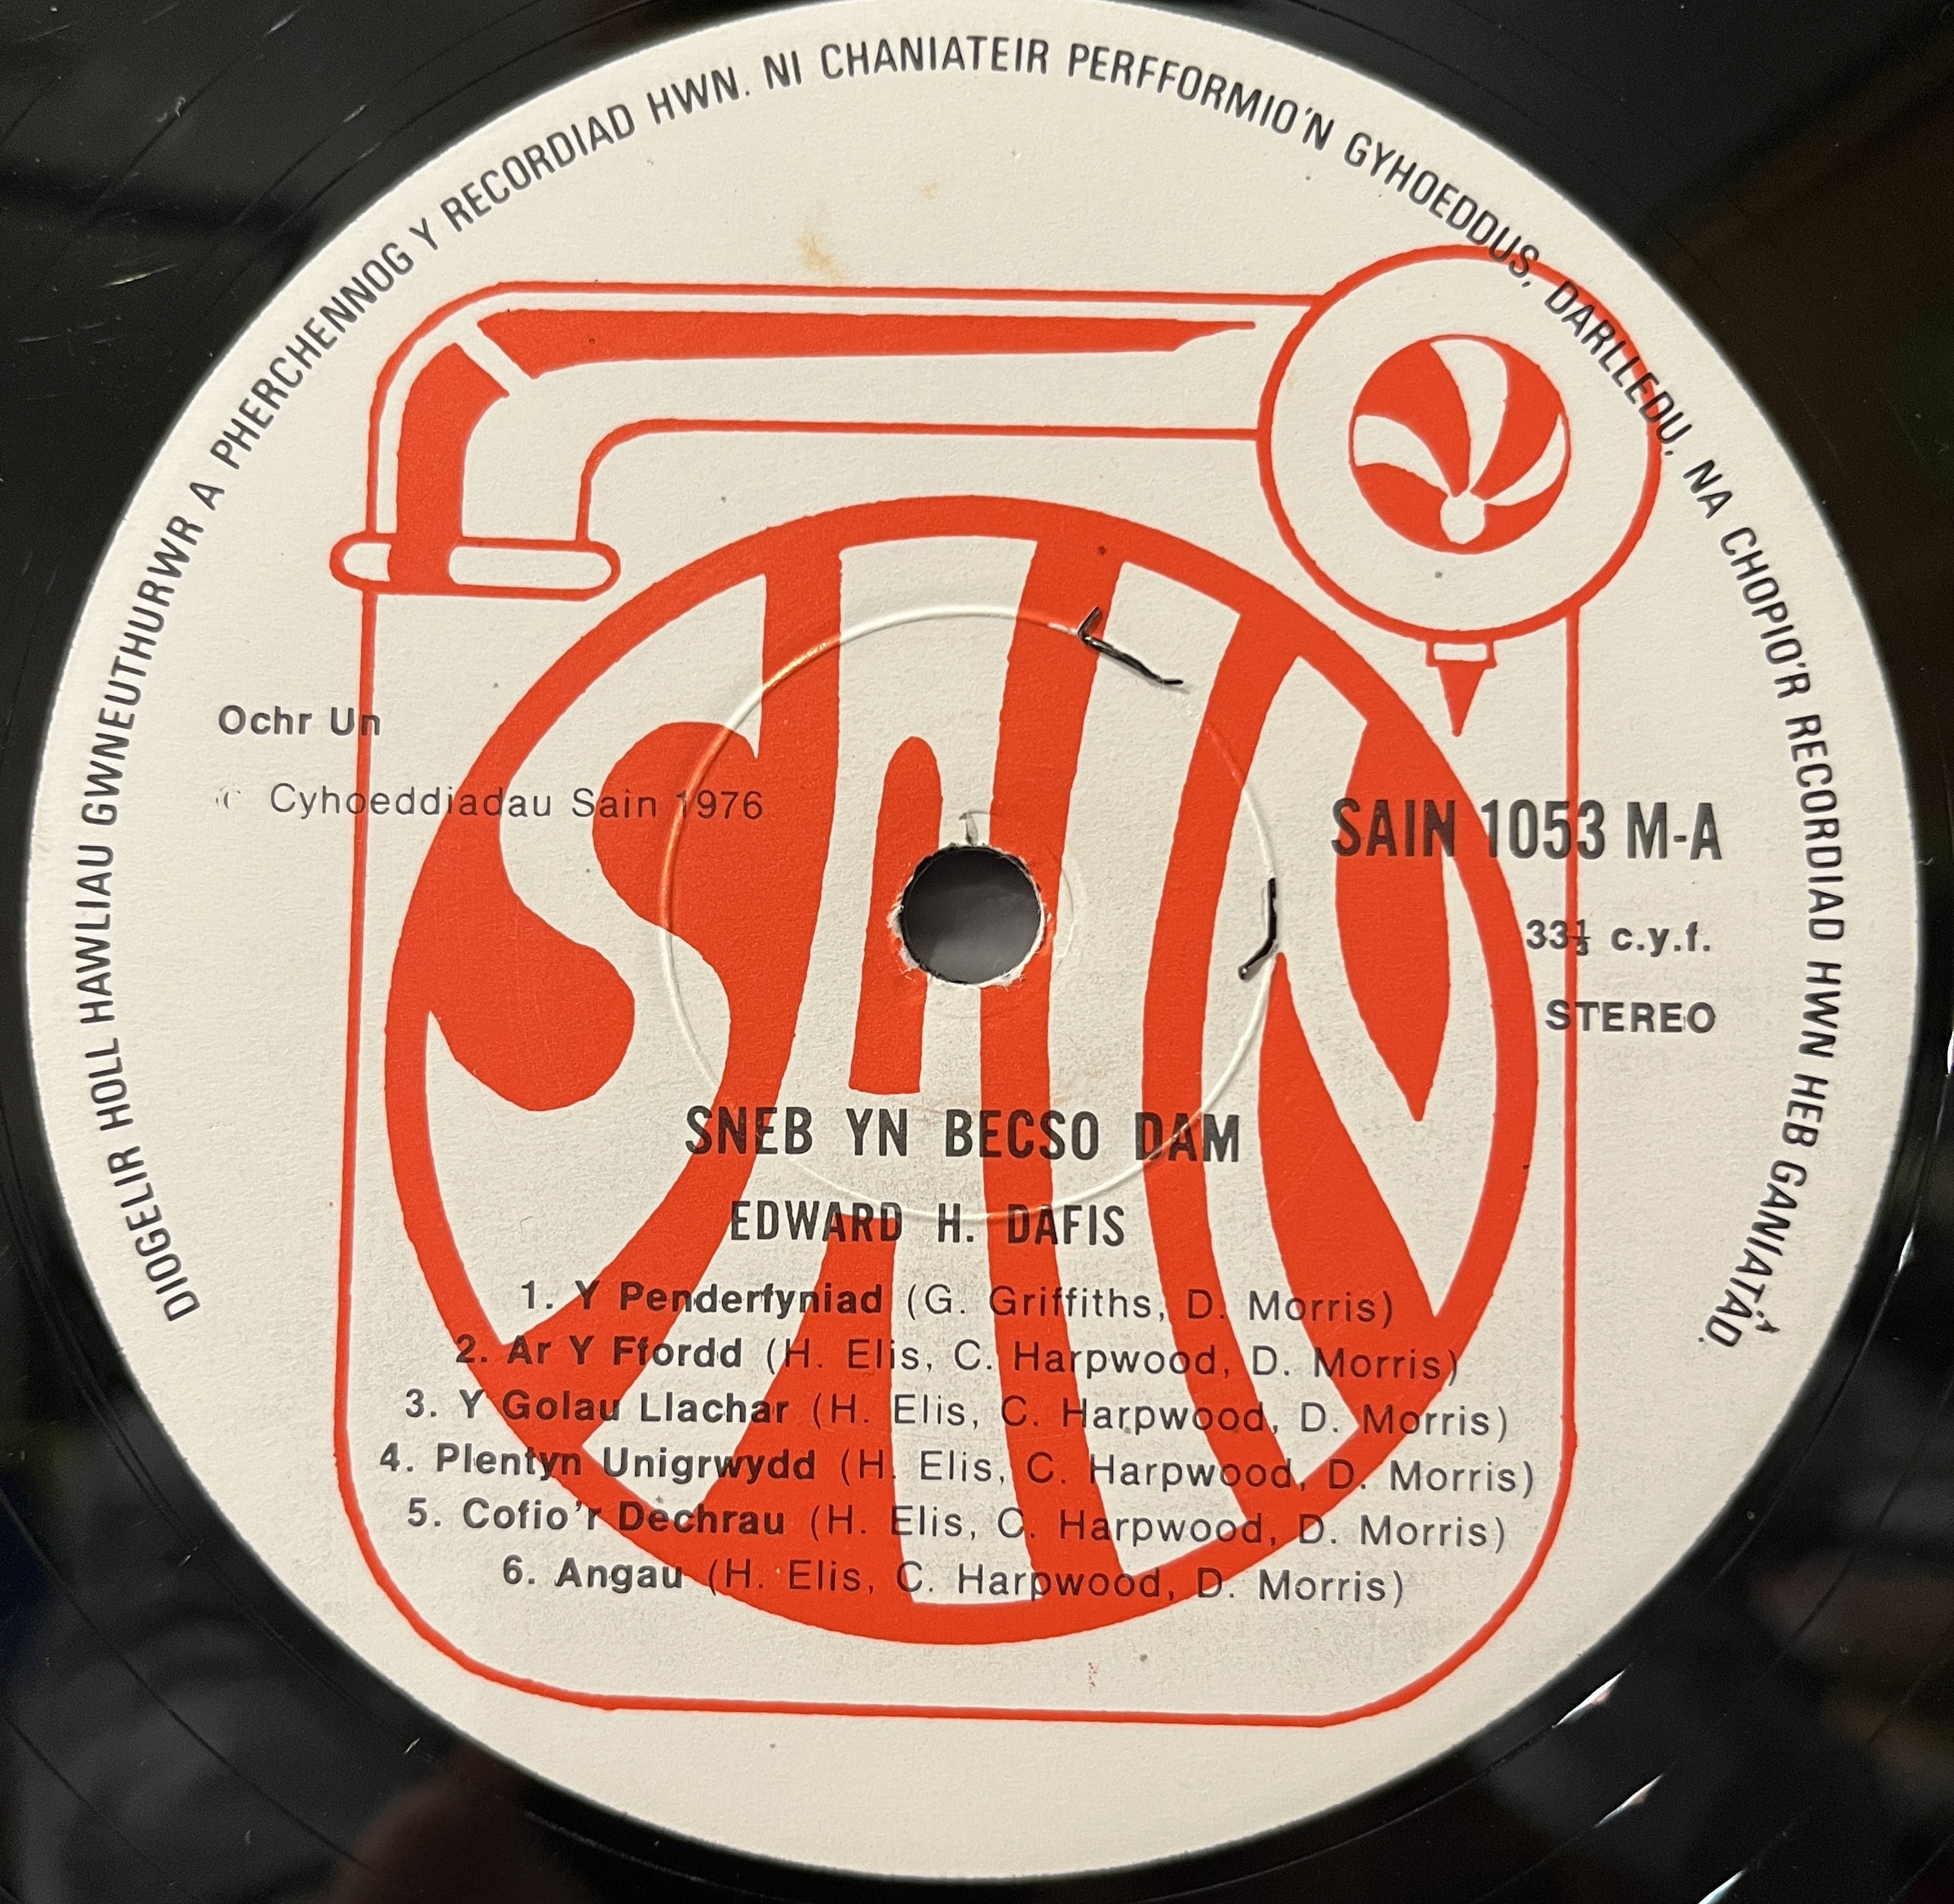 DIOGELIR HOLL HAWLIAU GWNEUTHURWR A PHERCHENNOG Y RECORDIAD HWN. NI CHANIATEIR PERFFORMIO'N GYHOEDDUS, DARLLEDU, NA CHOPIO'R RECORDIAD HWN HEB GANIATÂD.
SAIN
Ochr Un
© Cyhoeddiadau Sain 1976
SAIN 1053 M-A
33⅓ c.y.f.
STEREO
SNEB YN BECSO DAM
EDWARD H. DAFIS
1. Y Penderfyniad (G. Griffiths, D. Morris)
2. Ar Y Ffordd (H. Elis, C. Harpwood, D. Morris)
3. Y Golau Llachar (H. Elis, C. Harpwood, D. Morris)
4. Plentyn Unigrwydd (H. Elis, C. Harpwood, D. Morris)
5. Cofio'r Dechrau (H. Elis, C. Harpwood, D. Morris)
6. Angau (H. Elis, C. Harpwood, D. Morris)